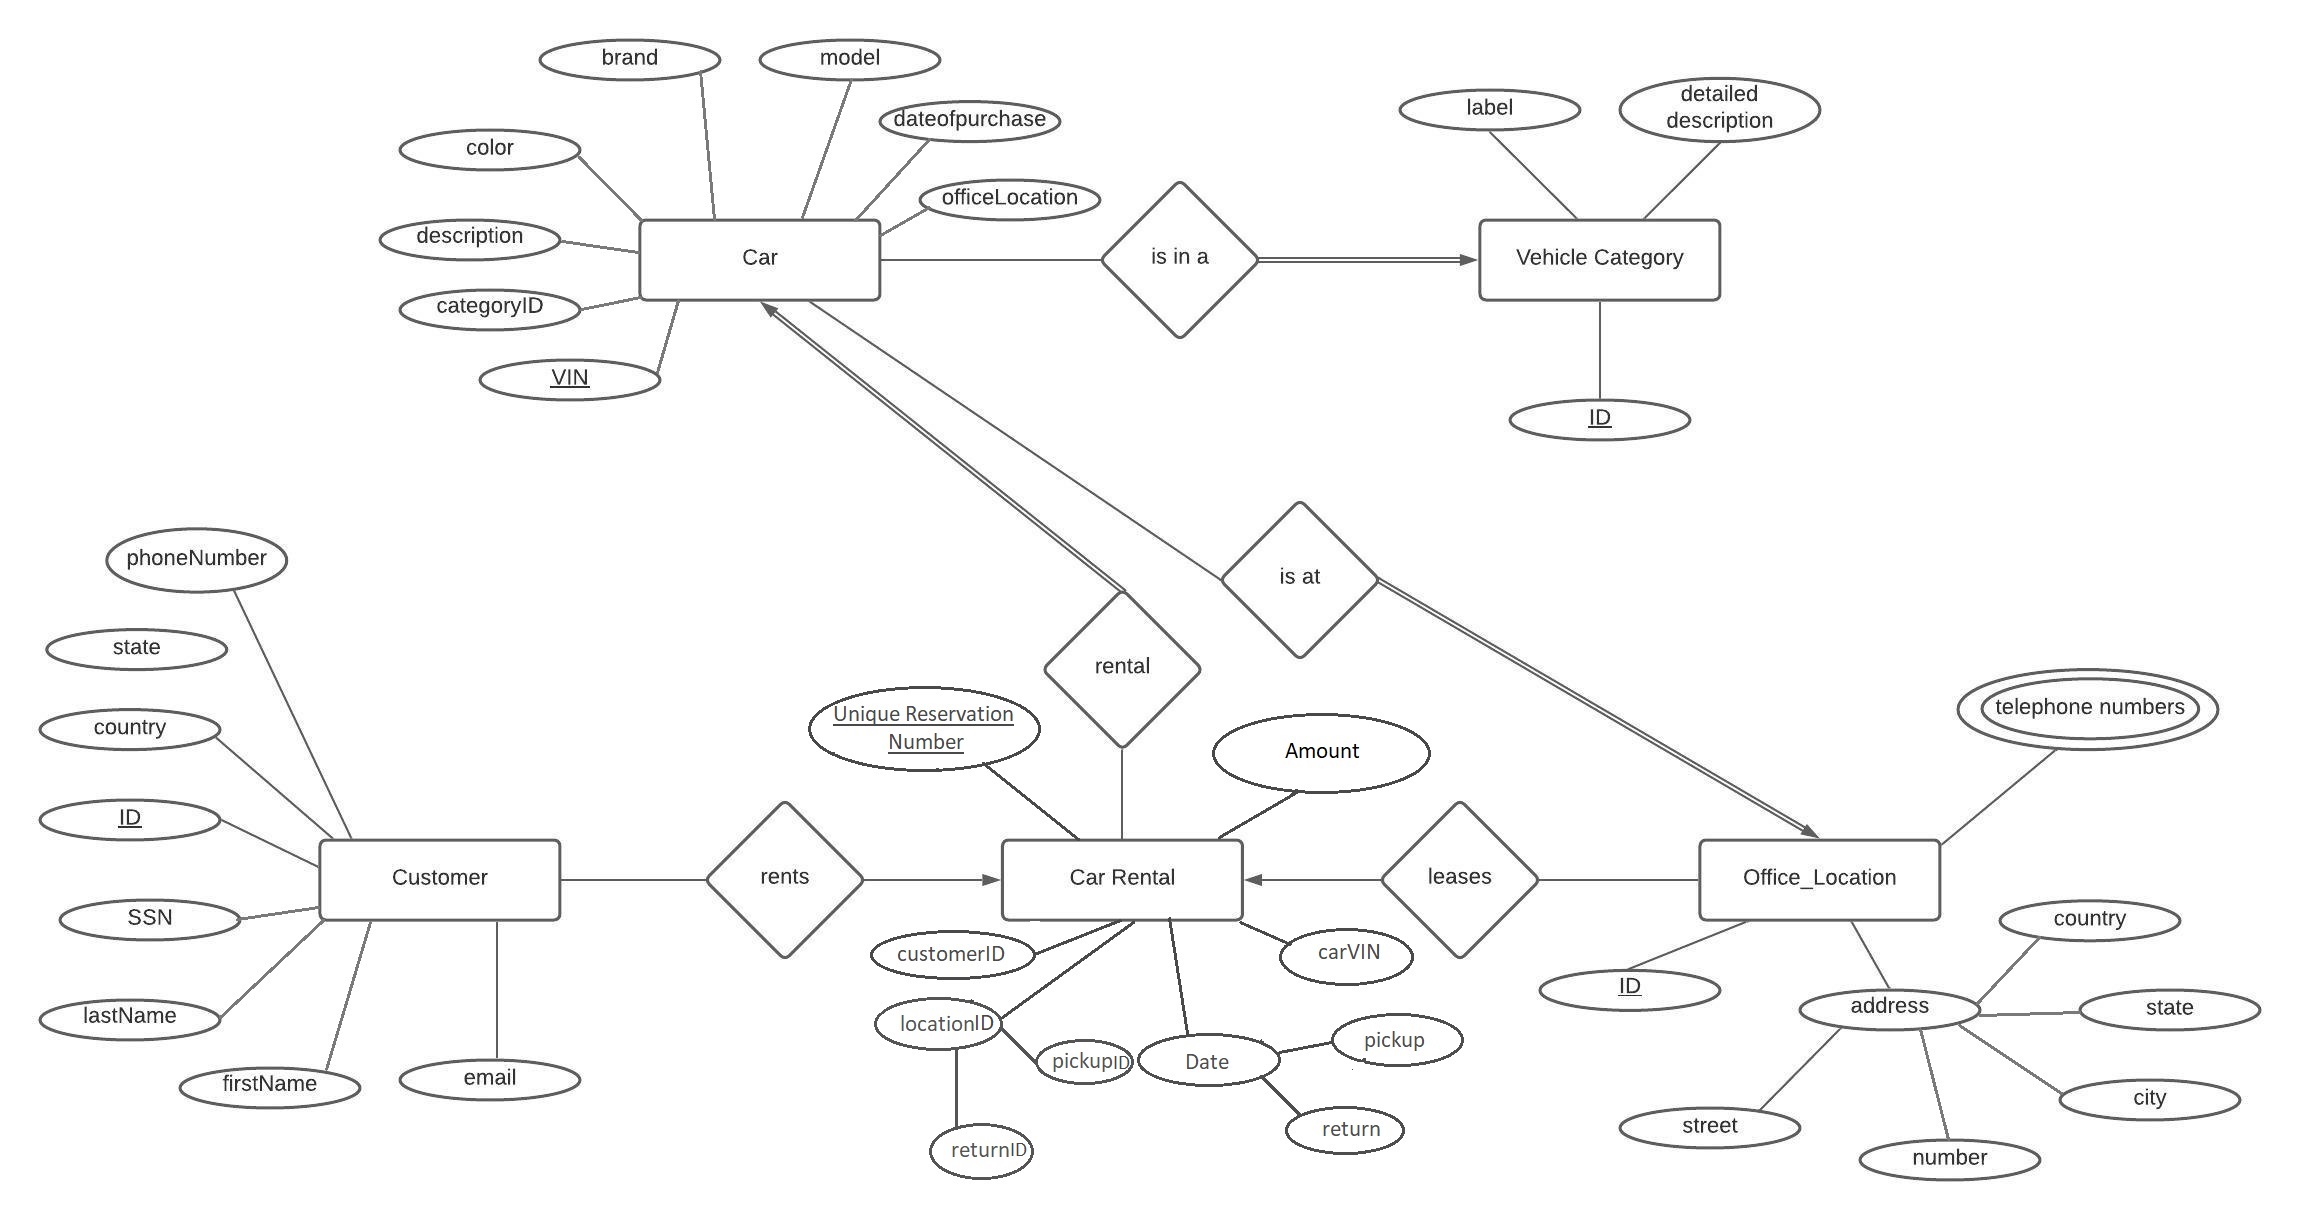 brand
model
dateofpurchase
color
officeLocation
description
Car
categoryID
VIN
is in a
label
detailed
description
Vehicle Category
ID
phoneNumber
state
country
ID
Customer
SSN
lastName
firstName
email
rents
rental
is at
Unique Reservation
Number
Amount
Car Rental
customerID
carVIN
locationID
pickupID
Date
pickup
return
returnID
leases
telephone numbers
Office_Location
ID
address
country
state
city
street
number